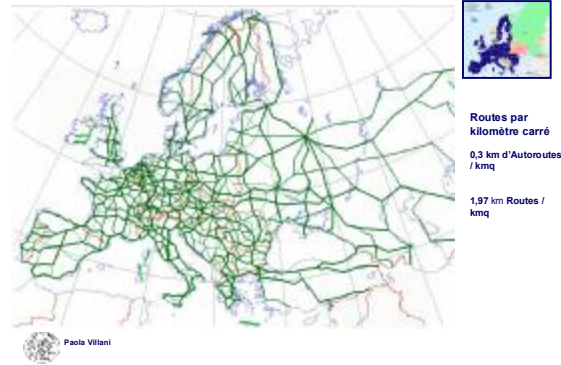 Routes par
kilomètre carré
0,3 km d'Autoroutes
/ kmq
1,97 km Routes /
kmq
Paola Villani